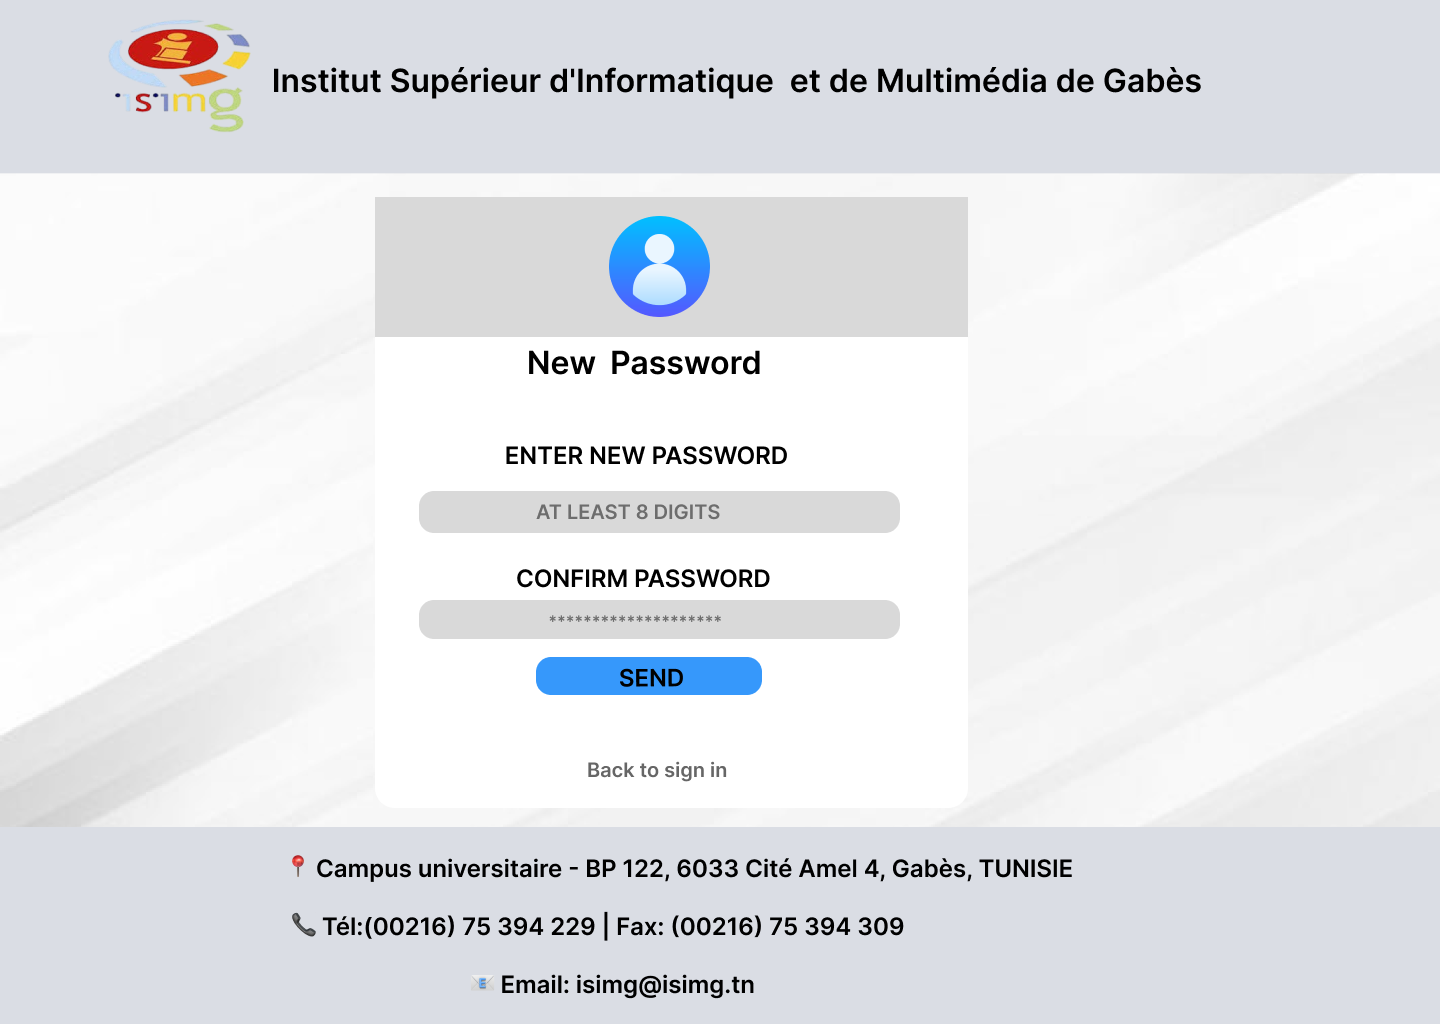 isimg
Institut Supérieur d'Informatique et de Multimédia de Gabès
New Password
ENTER NEW PASSWORD
AT LEAST 8 DIGITS
CONFIRM PASSWORD
********************
SEND
Back to sign in
Campus universitaire - BP 122, 6033 Cité Amel 4, Gabès, TUNISIE
Tél:(00216) 75 394 229 | Fax: (00216) 75 394 309
Email: isimg@isimg.tn